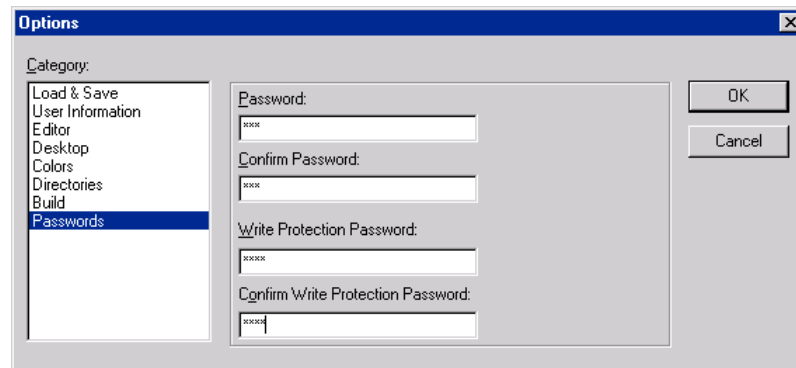 Options
Category:
Load & Save
User Information
Editor
Desktop
Colors
Directories
Build
Passwords
Password:
***
Confirm Password:
***
Write Protection Password:
****
Confirm Write Protection Password:
****
OK
Cancel